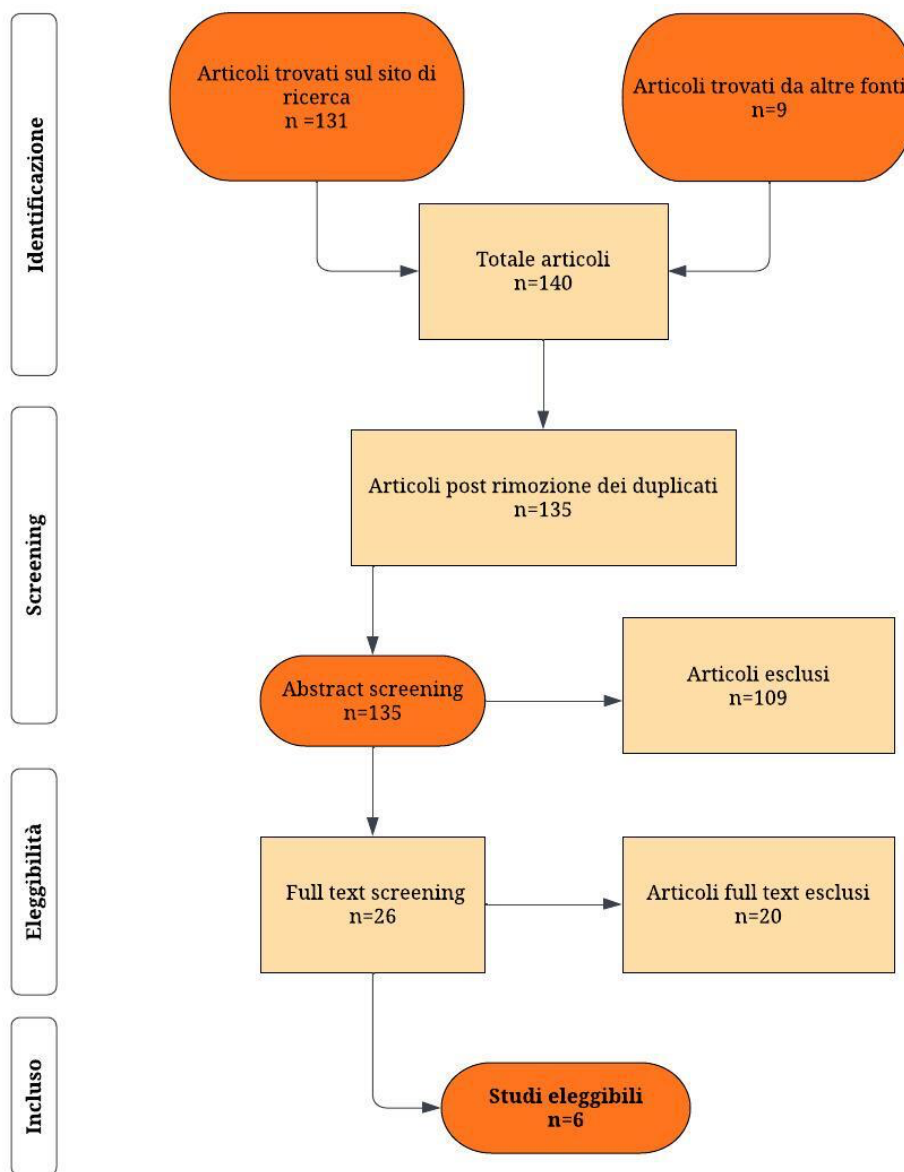 Identificazione
Articoli trovati sul sito di
ricerca
n =131
Articoli trovati da altre fonti
n=9
Totale articoli
n=140
Screening
Articoli post rimozione dei duplicati
n=135
Abstract screening
n=135
Articoli esclusi
n=109
Eleggibilità
Full text screening
n=26
Articoli full text esclusi
n=20
Incluso
Studi eleggibili
n=6